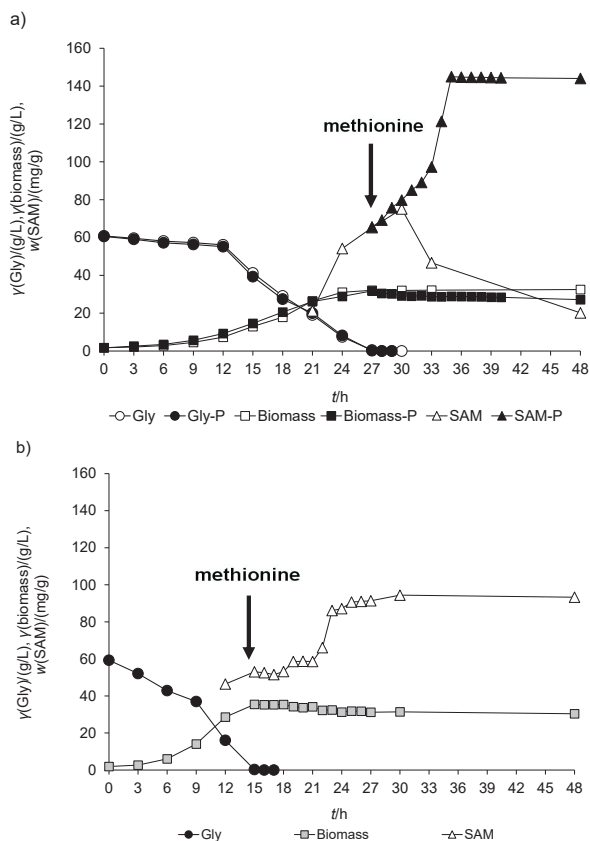 a)
160
140
120
100
80
60
40
20
0
γ(Gly)/(g/L), γ(biomass)/(g/L),
w(SAM)/(mg/g)
methionine
0 3 6 9 12 15 18 21 24 27 30 33 36 39 42 45 48
t/h
Gly Gly-P Biomass Biomass-P SAM SAM-P
b)
160
140
120
100
80
60
40
20
0
γ(Gly)/(g/L), γ(biomass)/(g/L),
w(SAM)/(mg/g)
methionine
0 3 6 9 12 15 18 21 24 27 30 33 36 39 42 45 48
t/h
Gly Biomass SAM